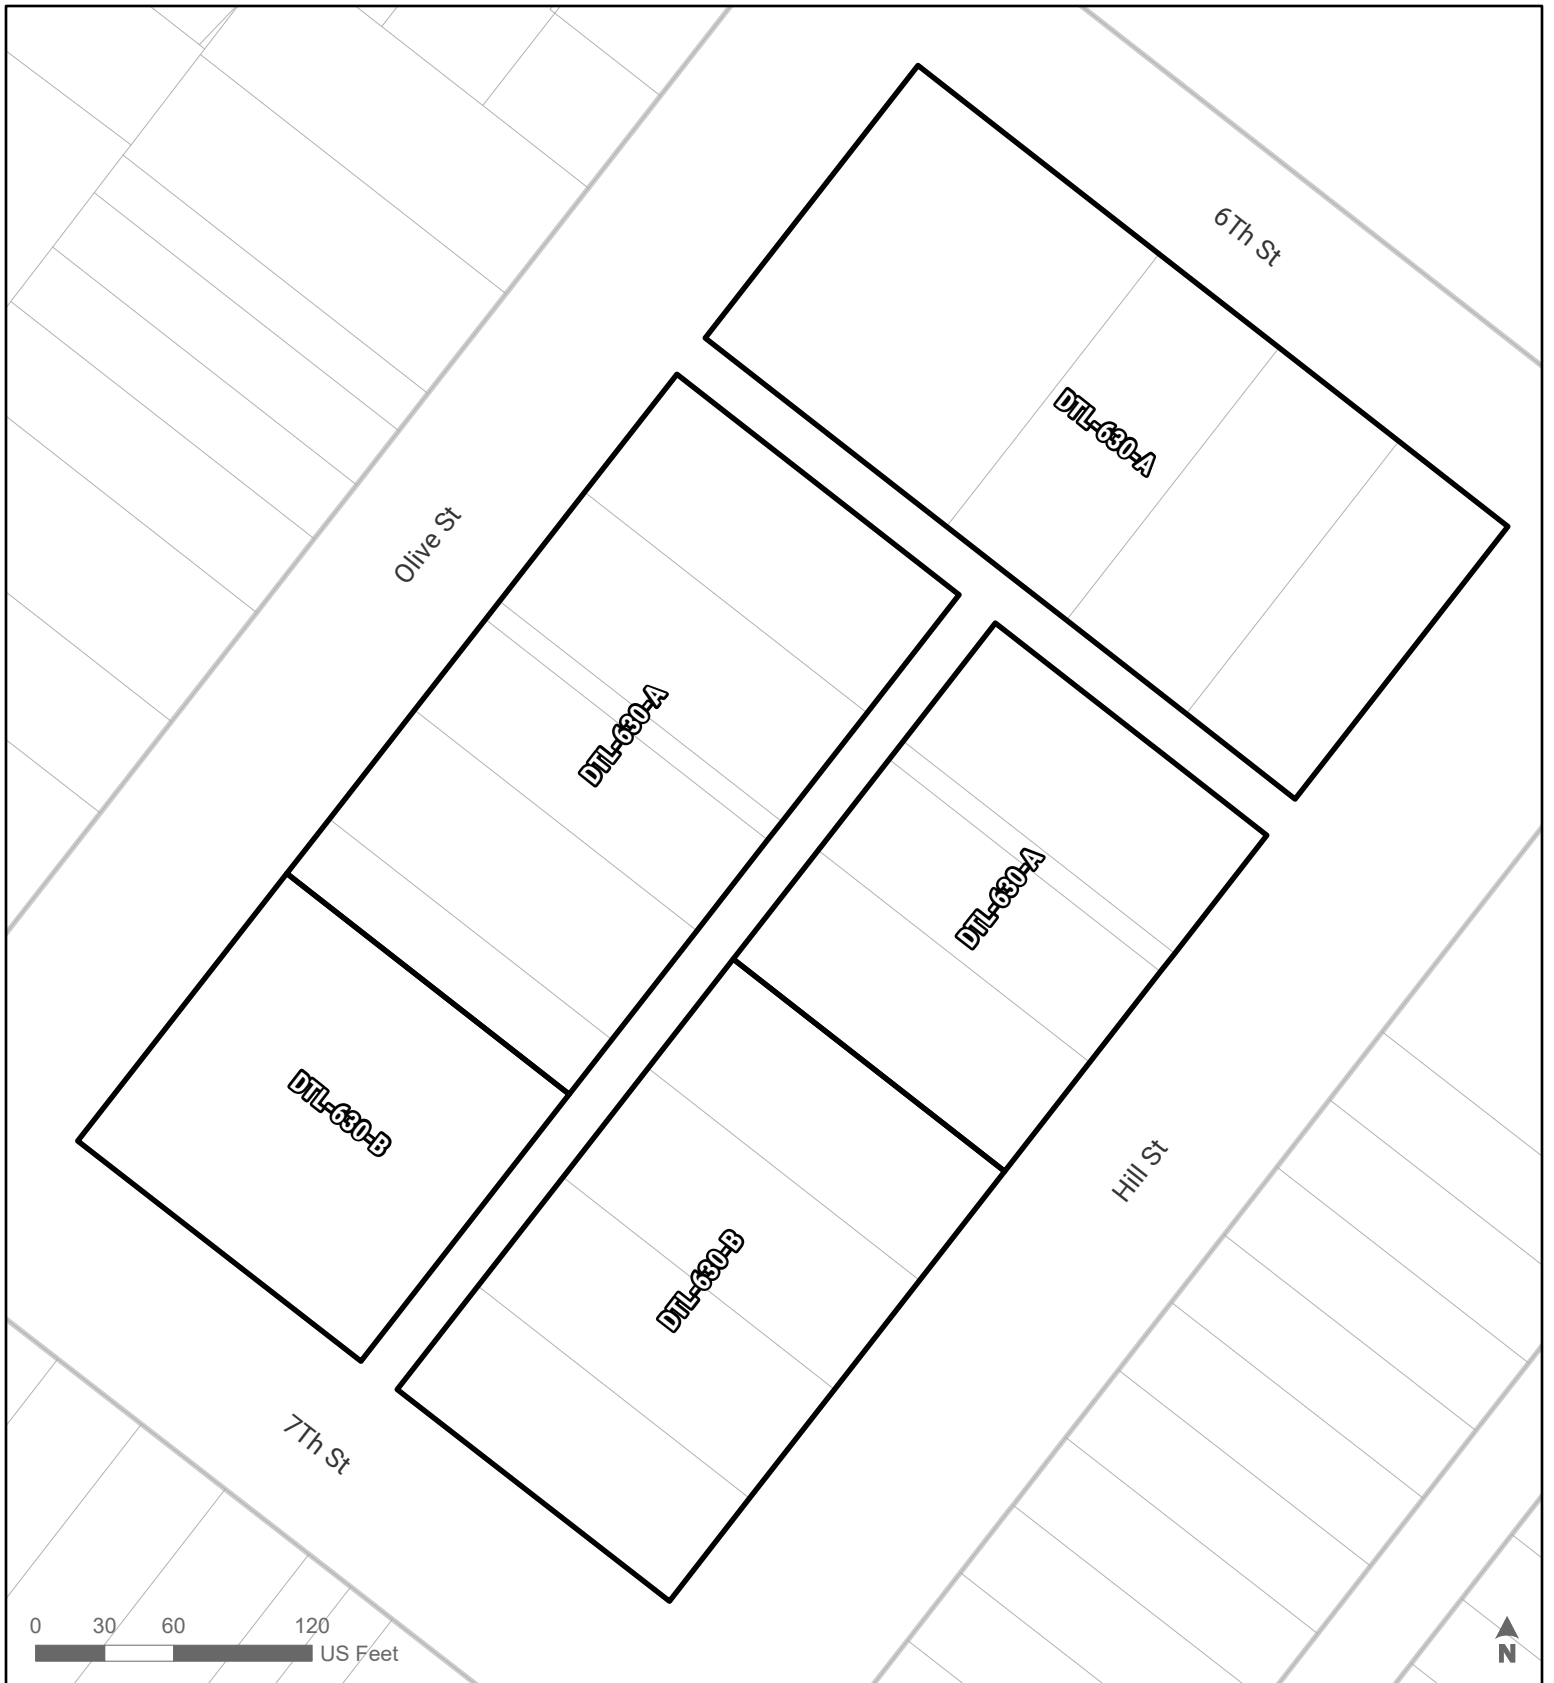 6Th St
DTL-630-A
Olive St
DTL-630-A
DTL-630-A
DTL-630-B
Hill St
DTL-630-B
7Th St
0 30 60 120
US Feet
N